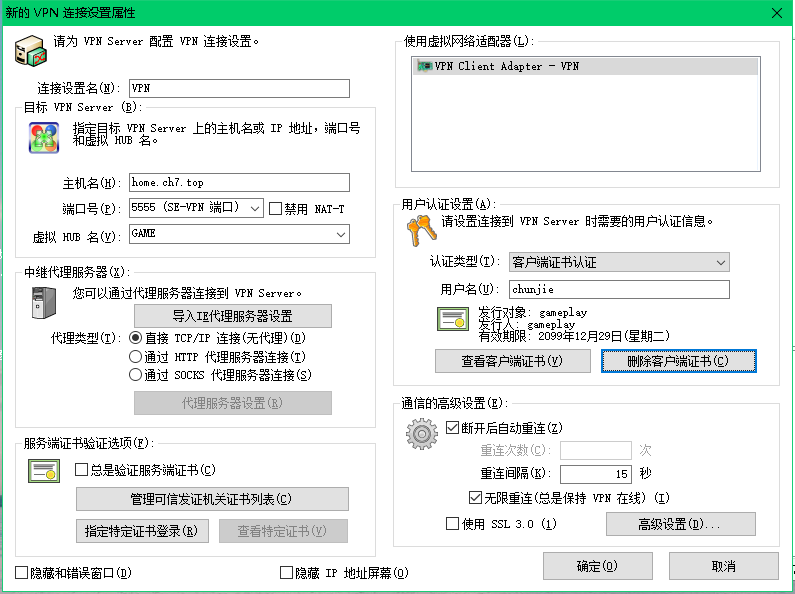 新的 VPN 连接设置属性
请为 VPN Server 配置 VPN 连接设置。
连接设置名(N): VPN
目标 VPN Server (B):
指定目标 VPN Server 上的主机名或 IP 地址，端口号
和虚拟 HUB 名。
主机名(H): home.ch7.top
端口号(P): 5555 (SE-VPN 端口) 禁用 NAT-T
虚拟 HUB 名(V): GAME
中继代理服务器(X):
您可以通过代理服务器连接到 VPN Server。
导入IE代理服务器设置
代理类型(T): 直接 TCP/IP 连接(无代理)(D)
通过 HTTP 代理服务器连接(T)
通过 SOCKS 代理服务器连接(S)
代理服务器设置(R)
服务端证书验证选项(F):
总是验证服务端证书(C)
管理可信发证机关证书列表(C)
指定特定证书登录(R) 查看特定证书(V)
使用虚拟网络适配器(L):
VPN Client Adapter - VPN
用户认证设置(A):
请设置连接到 VPN Server 时需要的用户认证信息。
认证类型(T): 客户端证书认证
用户名(U): chunjie
发行对象: gameplay
发行人: gameplay
有效期限: 2099年12月29日(星期二)
查看客户端证书(V) 删除客户端证书(C)
通信的高级设置(E):
断开后自动重连(Z)
重连次数(C): 次
重连间隔(K): 15 秒
无限重连(总是保持 VPN 在线) (I)
使用 SSL 3.0 (1) 高级设置(D)...
隐藏和错误窗口(D) 隐藏 IP 地址屏幕(O)
确定(O) 取消